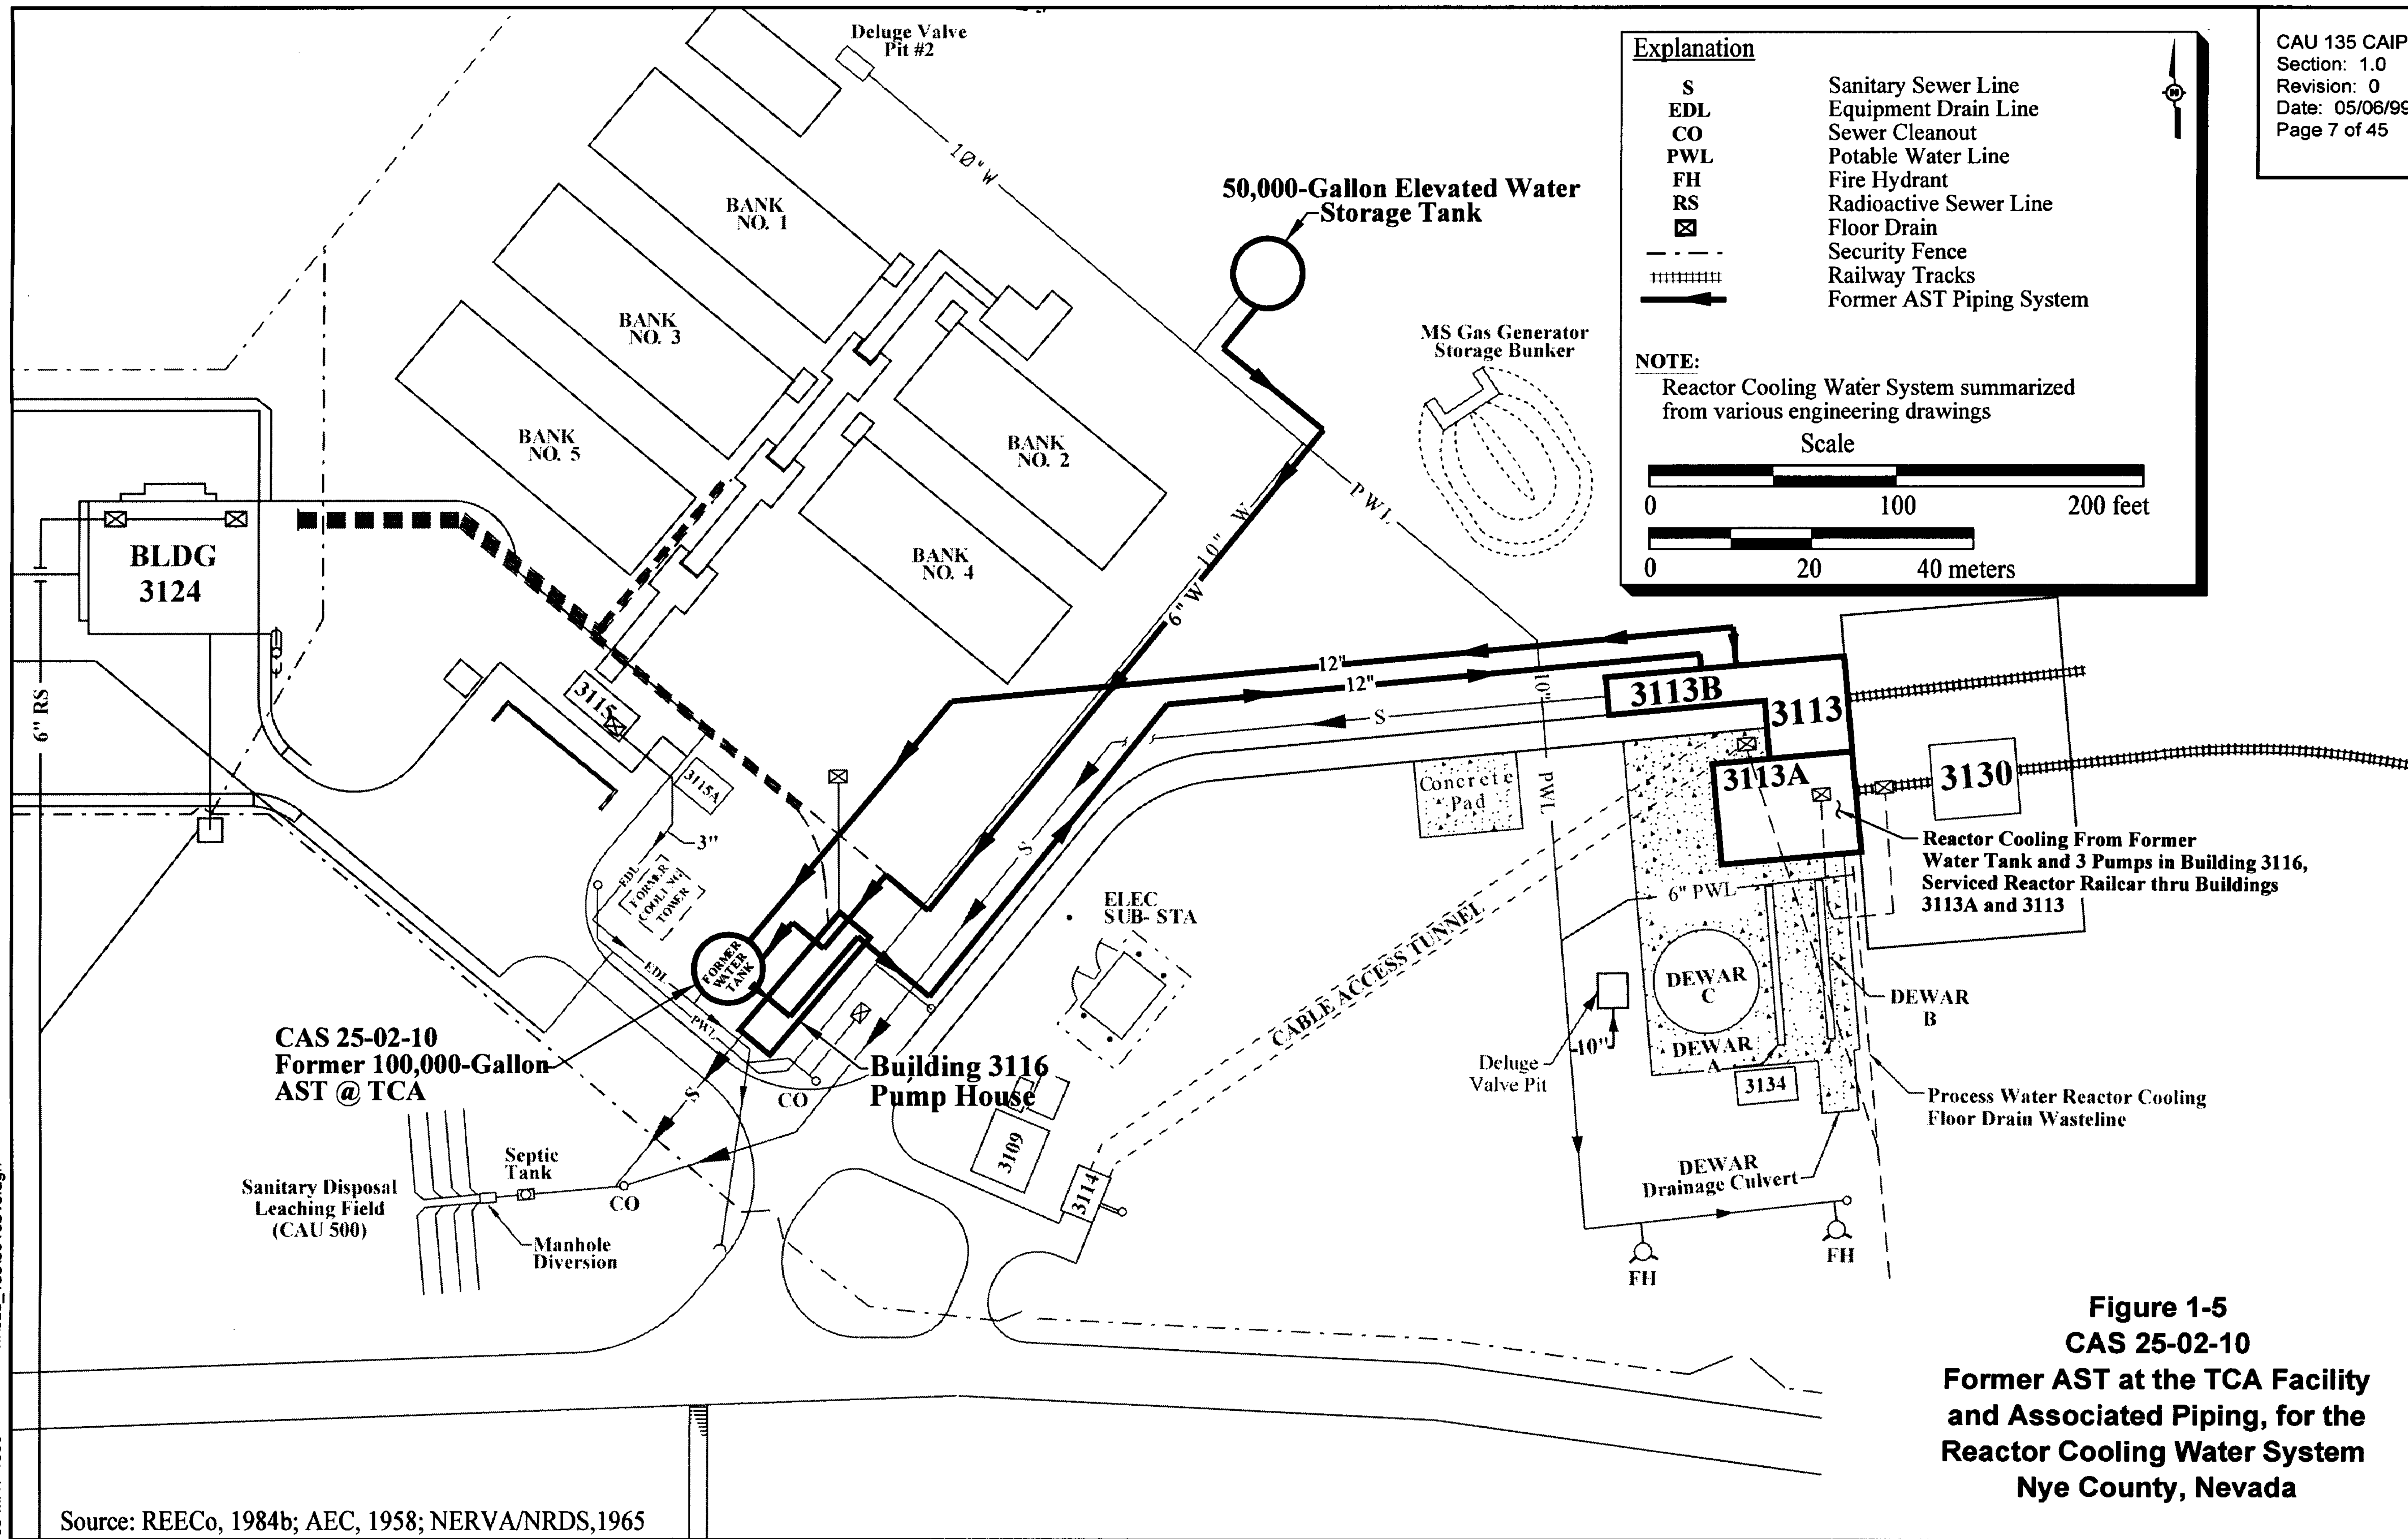 Deluge Valve
Pit #2
10" W
BANK
NO. 1
BANK
NO. 3
BANK
NO. 5
BANK
NO. 2
BANK
NO. 4
50,000-Gallon Elevated Water
Storage Tank
MS Gas Generator
Storage Bunker
Explanation
N
S Sanitary Sewer Line
EDL Equipment Drain Line
CO Sewer Cleanout
PWL Potable Water Line
FH Fire Hydrant
RS Radioactive Sewer Line
Floor Drain
Security Fence
Railway Tracks
Former AST Piping System
NOTE:
Reactor Cooling Water System summarized
from various engineering drawings
Scale
0 100 200 feet
0 20 40 meters
CAU 135 CAIP
Section: 1.0
Revision: 0
Date: 05/06/99
Page 7 of 45
BLDG
3124
6" RS
PWL
10" W
6" W
12"
12"
10"
S
PWL
3113B
3113
3113A
3130
Concrete
Pad
3115
3115A
3"
EDL
FORMER
COOLING
TOWER
S
EDL
PWL
FORMER
WATER
TANK
ELEC
SUB- STA
CABLE ACCESS TUNNEL
Reactor Cooling From Former
Water Tank and 3 Pumps in Building 3116,
Serviced Reactor Railcar thru Buildings
3113A and 3113
6" PWL
DEWAR
C
DEWAR
B
DEWAR
A
3134
10"
Deluge
Valve Pit
Process Water Reactor Cooling
Floor Drain Wasteline
DEWAR
Drainage Culvert
FH
FH
CAS 25-02-10
Former 100,000-Gallon
AST @ TCA
Building 3116
Pump House
CO
S
3109
3114
Septic
Tank
CO
Sanitary Disposal
Leaching Field
(CAU 500)
Manhole
Diversion
Figure 1-5
CAS 25-02-10
Former AST at the TCA Facility
and Associated Piping, for the
Reactor Cooling Water System
Nye County, Nevada
Source: REECo, 1984b; AEC, 1958; NERVA/NRDS,1965